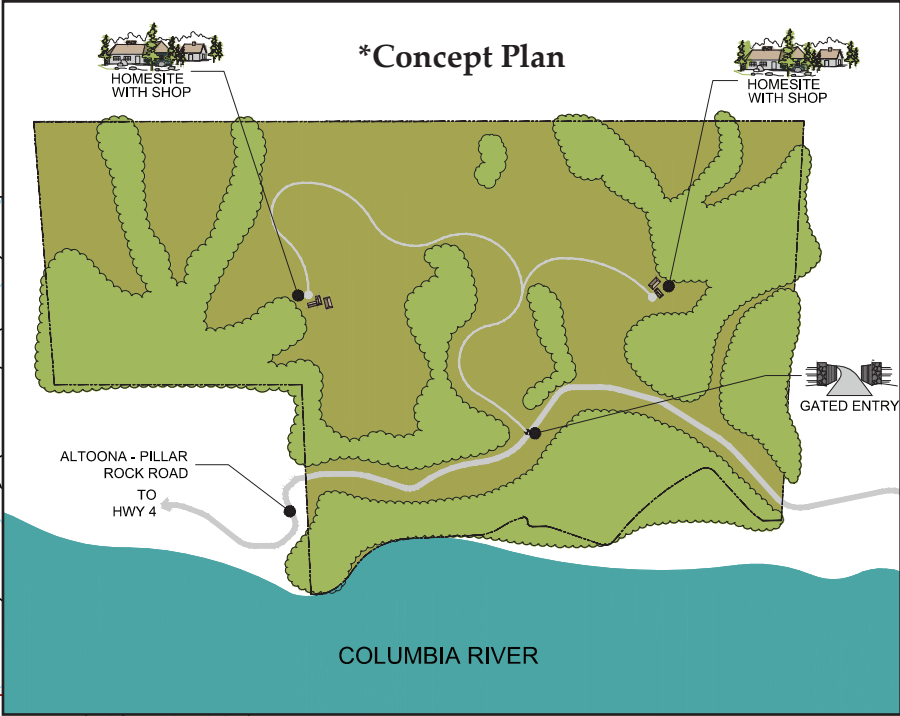 *Concept Plan
HOMESITE
WITH SHOP
HOMESITE
WITH SHOP
GATED ENTRY
ALTOONA - PILLAR
ROCK ROAD
TO
HWY 4
COLUMBIA RIVER